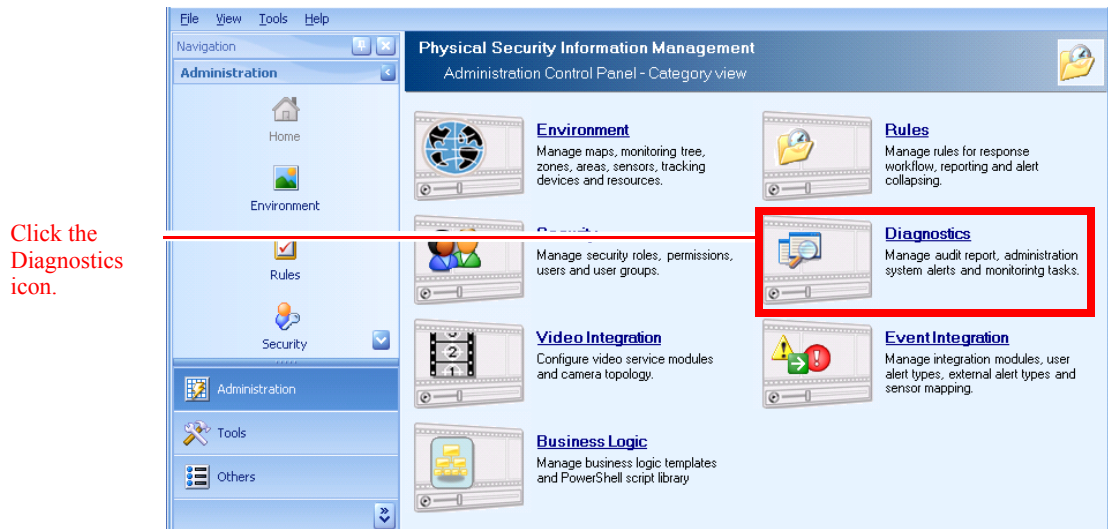 File View Tools Help
Navigation
Administration
Home
Environment
Rules
Security
Administration
Tools
Others
Physical Security Information Management
Administration Control Panel - Category view
Environment
Manage maps, monitoring tree,
zones, areas, sensors, tracking
devices and resources.
Rules
Manage rules for response
workflow, reporting and alert
collapsing.
Manage security roles, permissions,
users and user groups.
Diagnostics
Manage audit report, administration
system alerts and monitorintg tasks.
Video Integration
Configure video service modules
and camera topology.
Event Integration
Manage integration modules, user
alert types, external alert types and
sensor mapping.
Business Logic
Manage business logic templates
and PowerShell script library
Click the
Diagnostics
icon.